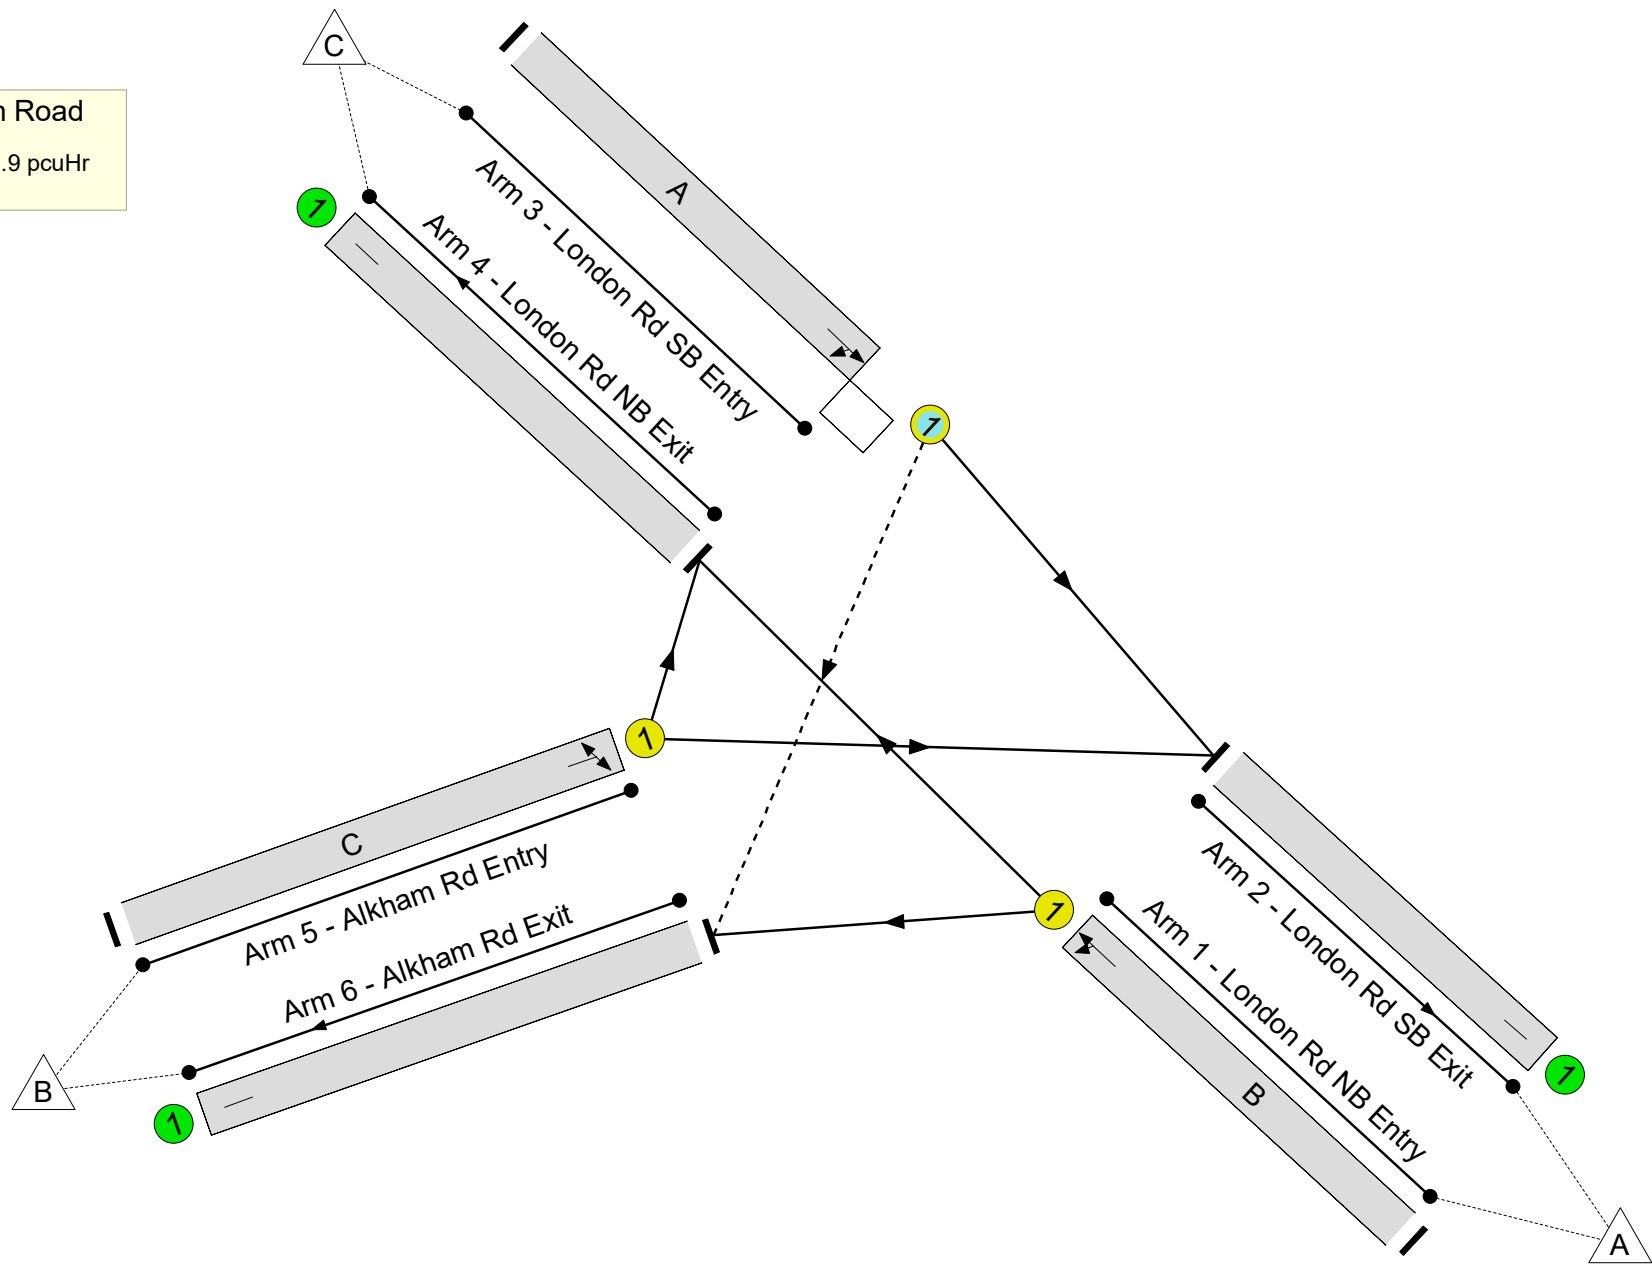 C
n Road
.9 pcuHr
A
Arm 3 - London Rd SB Entry
1
Arm 4 - London Rd NB Exit
1
1
C
Arm 5 - Alkham Rd Entry
1
Arm 6 - Alkham Rd Exit
Arm 1 - London Rd NB Entry
Arm 2 - London Rd SB Exit
B
1
B
1
A